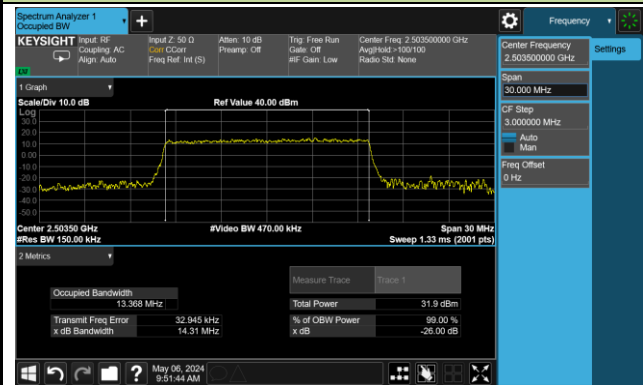 Spectrum Analyzer 1
Occupied BW
Frequency
KEYSIGHT Input: RF Input Z: 50 Ω Atten: 10 dB Trig: Free Run Center Freq: 2.503500000 GHz
Coupling: AC Corr CCorr Preamp: Off Gate: Off Avg|Hold:>100/100
Align: Auto Freq Ref: Int (S) #IF Gain: Low Radio Std: None
Center Frequency
2.503500000 GHz
Settings
Span
30.000 MHz
CF Step
3.000000 MHz
Auto
Man
Freq Offset
0 Hz
1 Graph
Scale/Div 10.0 dB Ref Value 40.00 dBm
Log
30.0
20.0
10.0
0.00
-10.0
-20.0
-30.0
-40.0
-50.0
Center 2.50350 GHz #Video BW 470.00 kHz Span 30 MHz
#Res BW 150.00 kHz Sweep 1.33 ms (2001 pts)
2 Metrics
Measure Trace Trace 1
Occupied Bandwidth
13.368 MHz Total Power 31.9 dBm
Transmit Freq Error 32.945 kHz % of OBW Power 99.00 %
x dB Bandwidth 14.31 MHz x dB -26.00 dB
May 06, 2024
9:51:44 AM